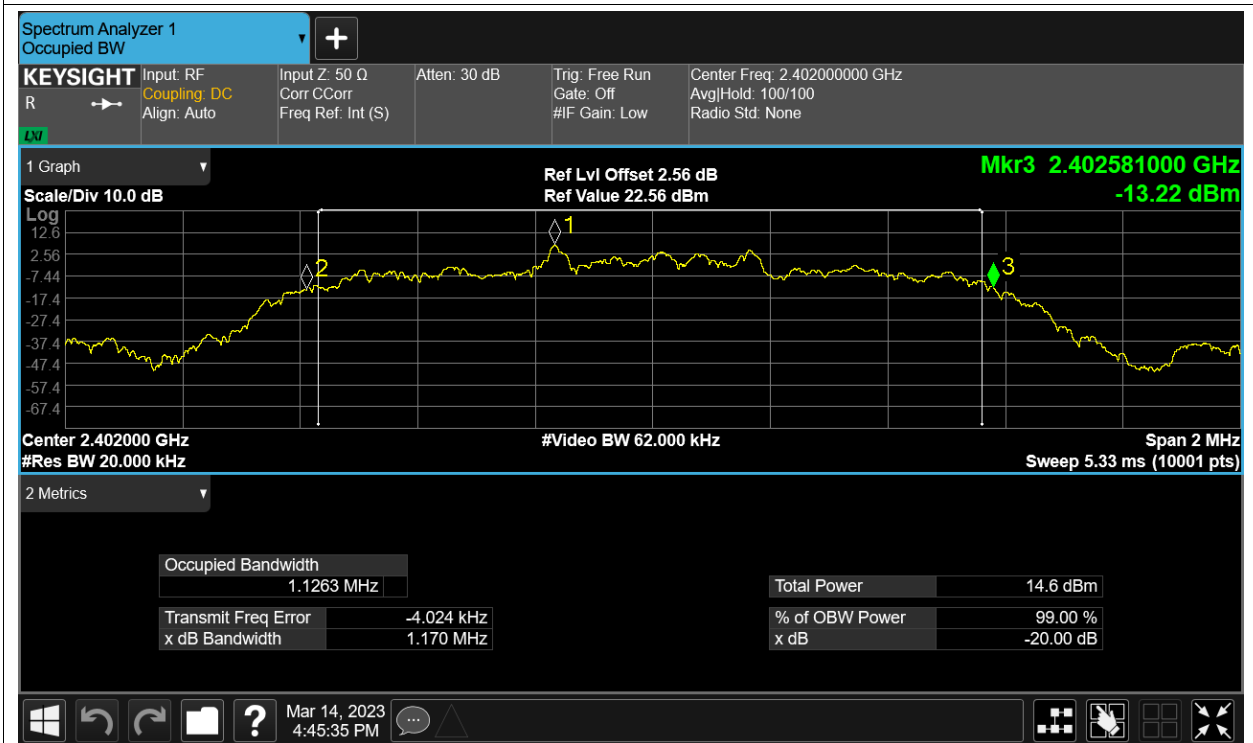 Spectrum Analyzer 1
Occupied BW
KEYSIGHT
R
LXI
Input: RF
Coupling: DC
Align: Auto
Input Z: 50 Ω
Corr CCorr
Freq Ref: Int (S)
Atten: 30 dB
Trig: Free Run
Gate: Off
#IF Gain: Low
Center Freq: 2.402000000 GHz
Avg|Hold: 100/100
Radio Std: None
1 Graph
Scale/Div 10.0 dB
Ref Lvl Offset 2.56 dB
Ref Value 22.56 dBm
Mkr3 2.402581000 GHz
-13.22 dBm
Log
12.6
2.56
-7.44
-17.4
-27.4
-37.4
-47.4
-57.4
-67.4
1
2
3
Center 2.402000 GHz
#Res BW 20.000 kHz
#Video BW 62.000 kHz
Span 2 MHz
Sweep 5.33 ms (10001 pts)
2 Metrics
Occupied Bandwidth
1.1263 MHz
Transmit Freq Error -4.024 kHz
x dB Bandwidth 1.170 MHz
Total Power 14.6 dBm
% of OBW Power 99.00 %
x dB -20.00 dB
?
Mar 14, 2023
4:45:35 PM